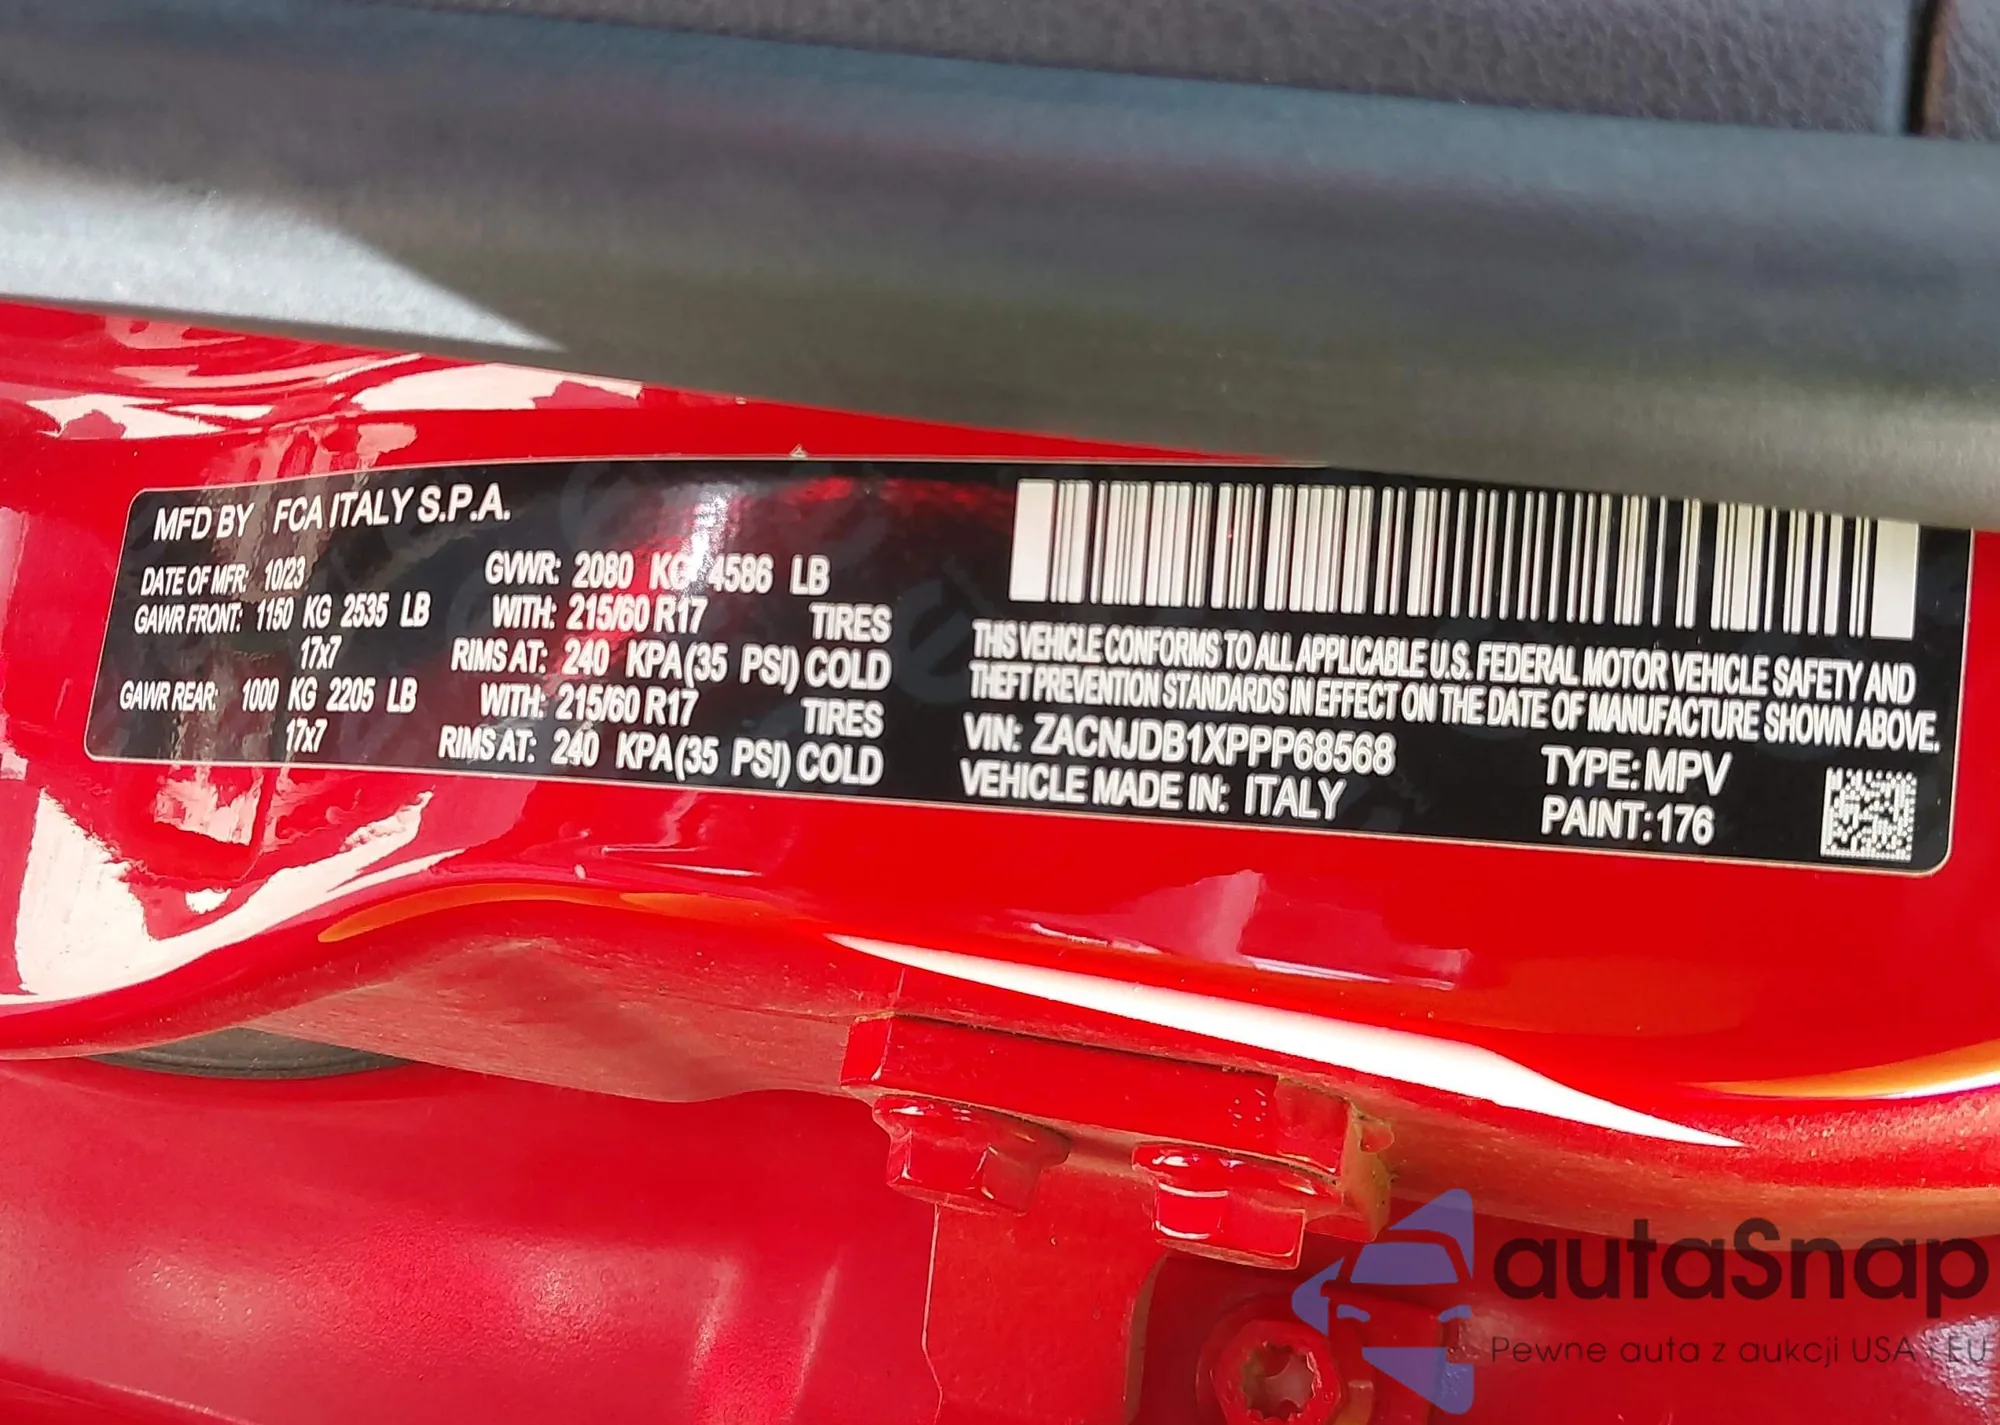 MFD BY FCA ITALY S.P.A.
DATE OF MFR: 10/23 GVWR: 2080 KG 4586 LB
GAWR FRONT: 1150 KG 2535 LB WITH: 215/60 R17 TIRES
17x7 RIMS AT: 240 KPA(35 PSI) COLD
GAWR REAR: 1000 KG 2205 LB WITH: 215/60 R17 TIRES
17x7 RIMS AT: 240 KPA(35 PSI) COLD
THIS VEHICLE CONFORMS TO ALL APPLICABLE U.S. FEDERAL MOTOR VEHICLE SAFETY AND
THEFT PREVENTION STANDARDS IN EFFECT ON THE DATE OF MANUFACTURE SHOWN ABOVE.
VIN: ZACNJDB1XPPP68568 TYPE: MPV
VEHICLE MADE IN: ITALY PAINT: 176
autaSnap
Pewne auta z aukcji USA i EU